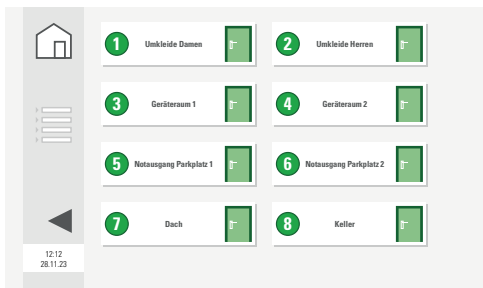 1 Umkleide Damen
2 Umkleide Herren
3 Geräteraum 1
4 Geräteraum 2
5 Notausgang Parkplatz 1
6 Notausgang Parkplatz 2
7 Dach
8 Keller
12:12
28.11.23